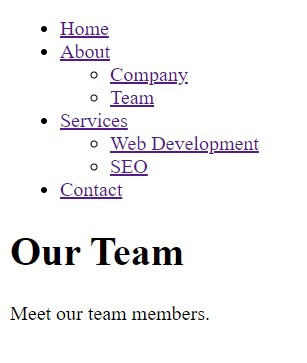 Home
About
Company
Team
Services
Web Development
SEO
Contact
Our Team
Meet our team members.